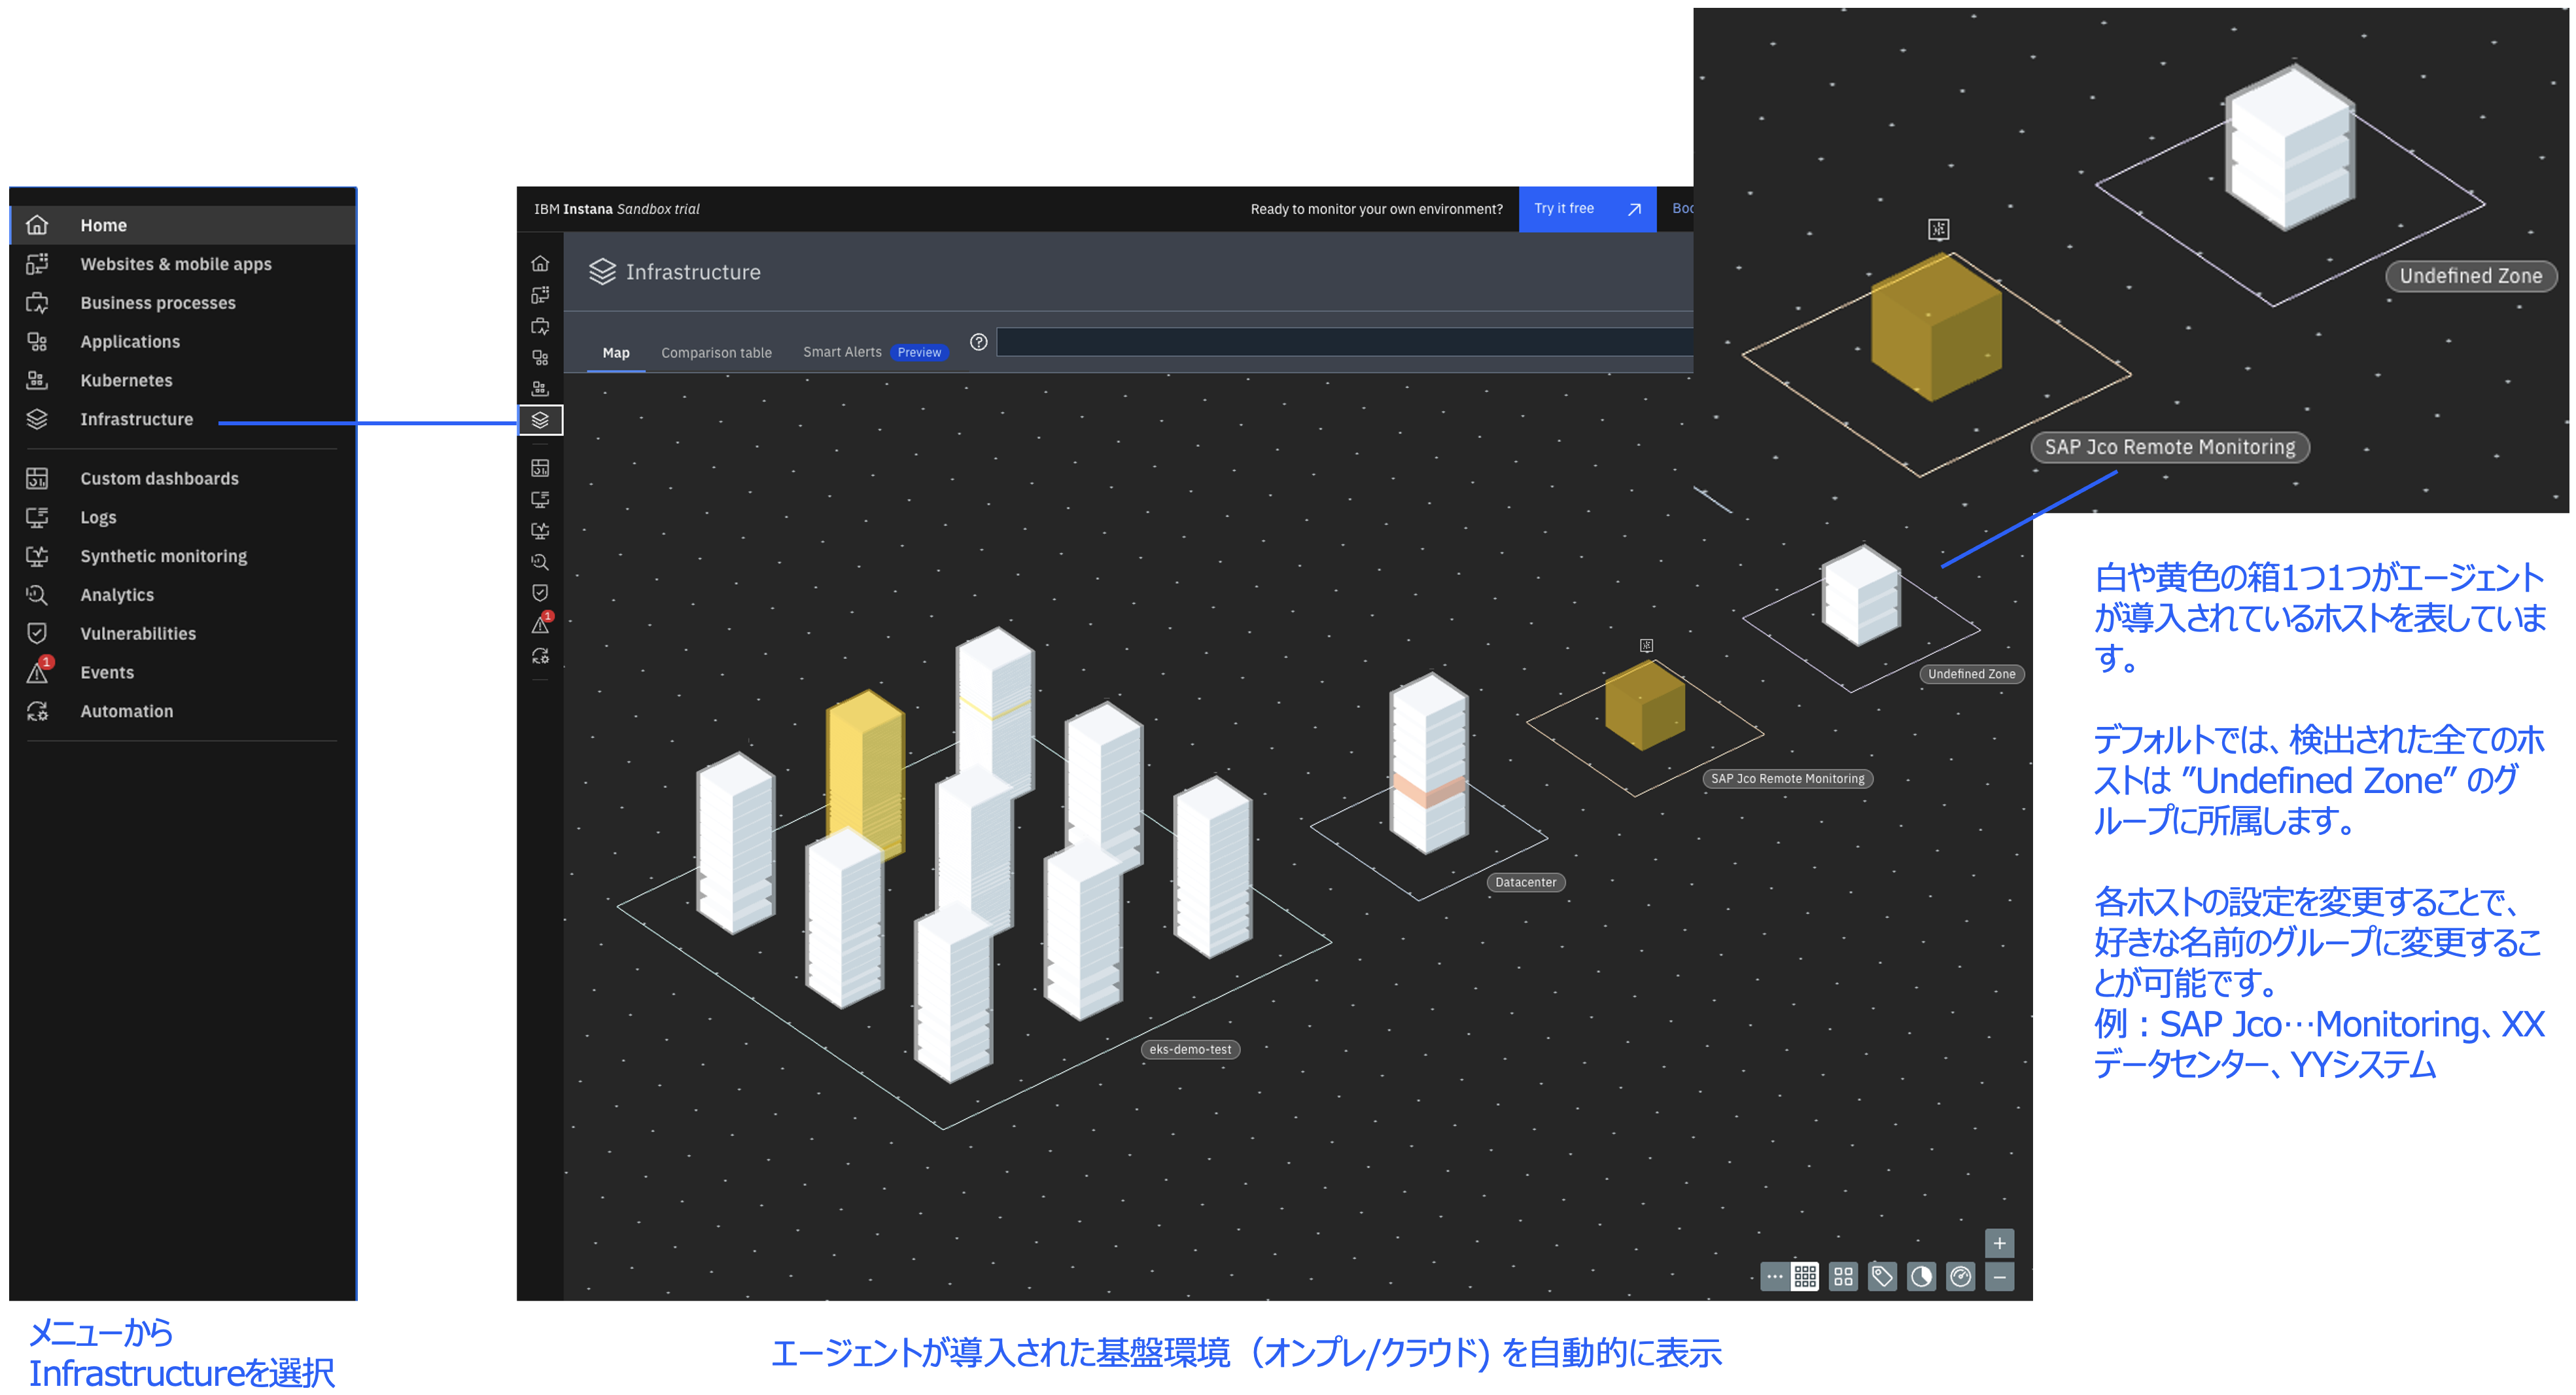 Home
Websites & mobile apps
Business processes
Applications
Kubernetes
Infrastructure
Custom dashboards
Logs
Synthetic monitoring
Analytics
Vulnerabilities
1
Events
Automation
メニューから
Infrastructureを選択
IBM Instana Sandbox trial
Ready to monitor your own environment?
Try it free
Boo
Infrastructure
Map
Comparison table
Smart Alerts
Preview
1
eks-demo-test
Datacenter
SAP Jco Remote Monitoring
Undefined Zone
エージェントが導入された基盤環境（オンプレ/クラウド) を自動的に表示
Undefined Zone
SAP Jco Remote Monitoring
白や黄色の箱1つ1つがエージェント
が導入されているホストを表していま
す。
デフォルトでは、検出された全てのホ
ストは ”Undefined Zone” のグ
ループに所属します。
各ホストの設定を変更することで、
好きな名前のグループに変更するこ
とが可能です。
例：SAP Jco…Monitoring、XX
データセンター、YYシステム